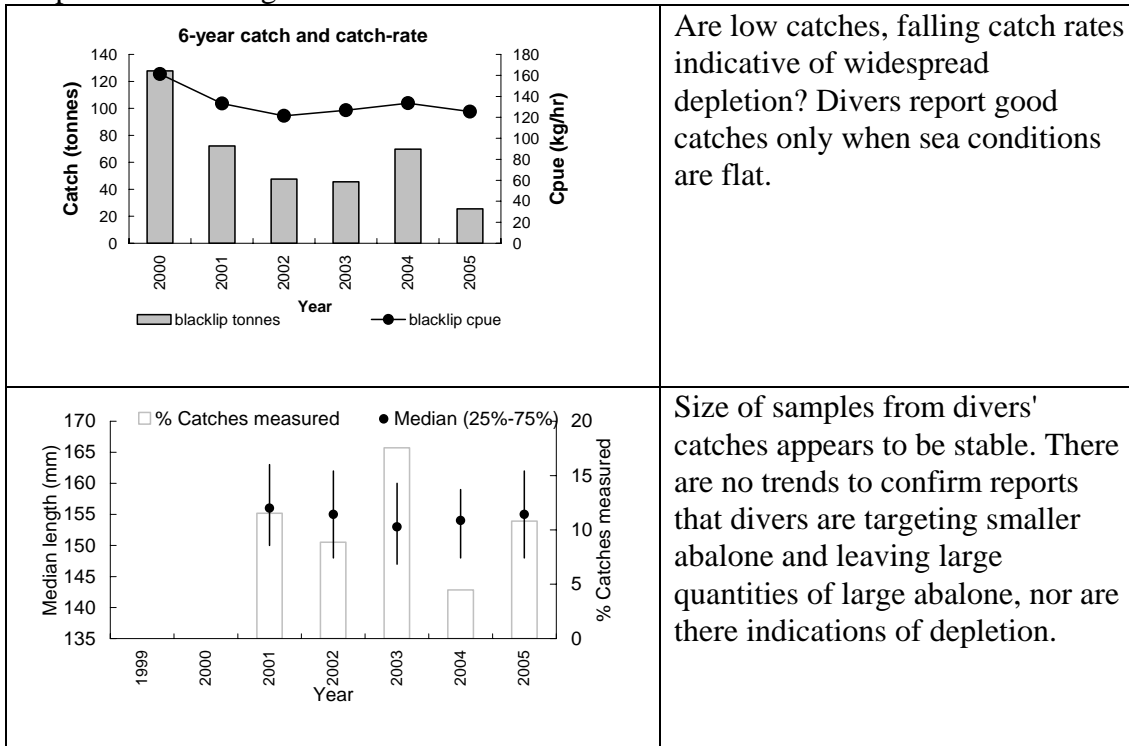 6-year catch and catch-rate
140
120
100
80
60
40
20
0
Catch (tonnes)
180
160
140
120
100
80
60
40
20
0
Cpue (kg/hr)
2000
2001
2002
2003
2004
2005
Year
blacklip tonnes
blacklip cpue
Are low catches, falling catch rates
indicative of widespread
depletion? Divers report good
catches only when sea conditions
are flat.
% Catches measured
Median (25%-75%)
170
165
160
155
150
145
140
135
Median length (mm)
20
15
10
5
0
% Catches measured
1999
2000
2001
2002
2003
2004
2005
Year
Size of samples from divers'
catches appears to be stable. There
are no trends to confirm reports
that divers are targeting smaller
abalone and leaving large
quantities of large abalone, nor are
there indications of depletion.